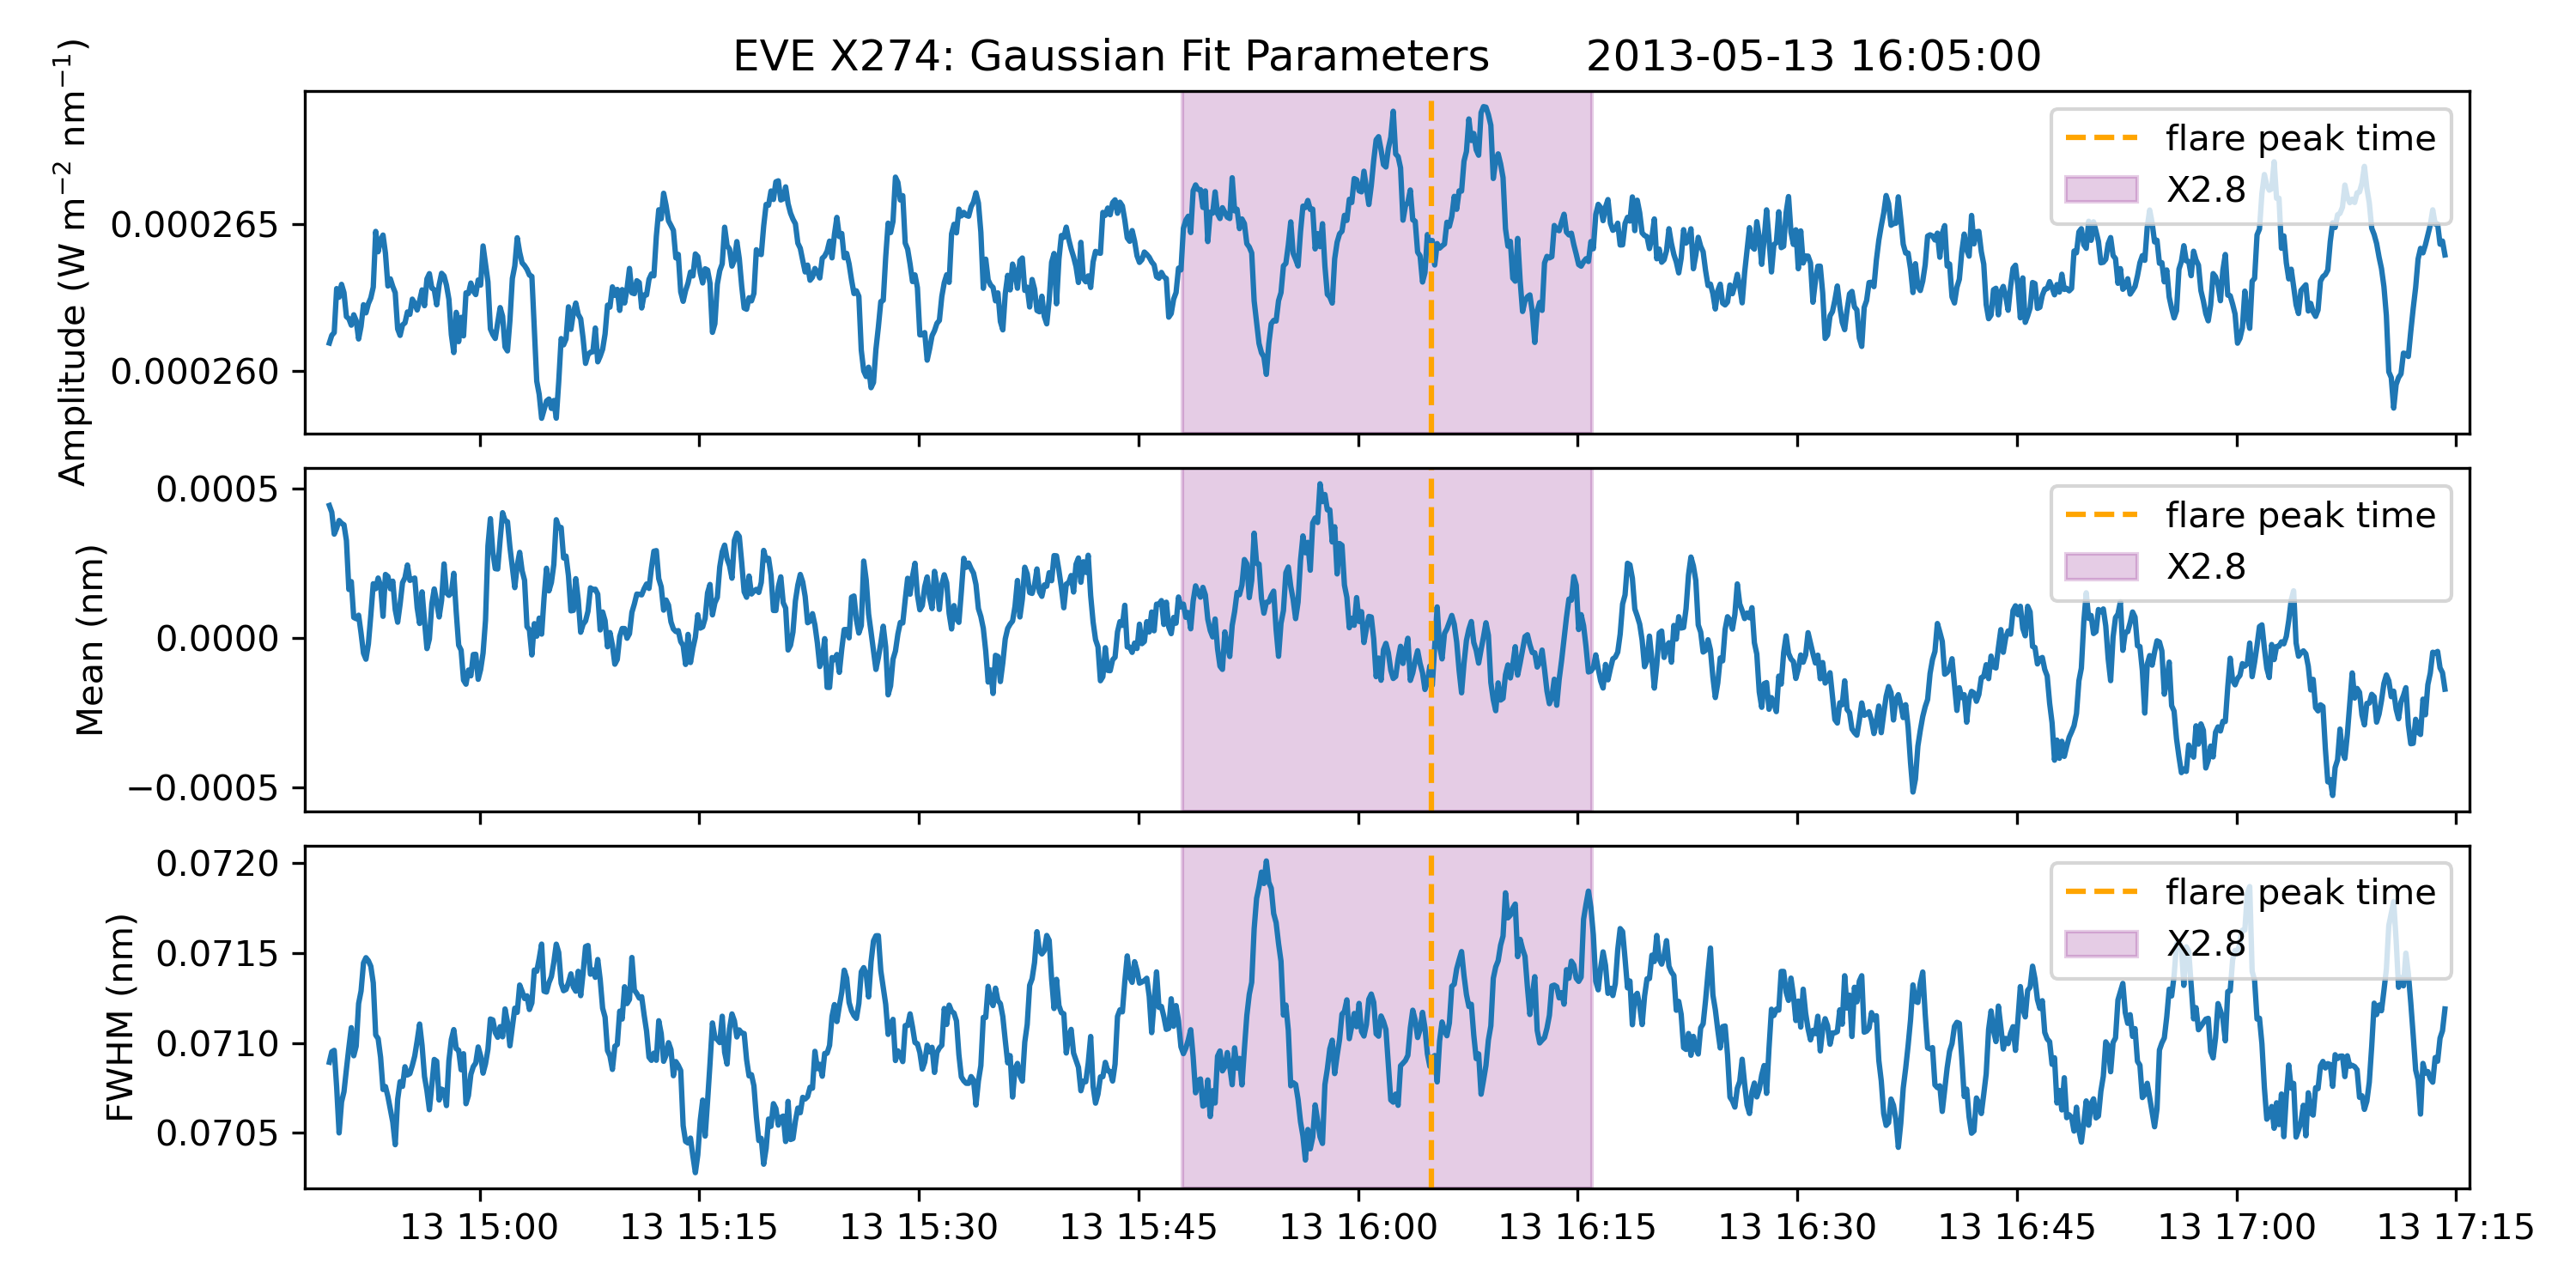 EVE X274: Gaussian Fit Parameters 2013-05-13 16:05:00
Amplitude (W m⁻² nm⁻¹)
0.000265
0.000260
flare peak time
X2.8
Mean (nm)
0.0005
0.0000
−0.0005
flare peak time
X2.8
FWHM (nm)
0.0720
0.0715
0.0710
0.0705
flare peak time
X2.8
13 15:00 13 15:15 13 15:30 13 15:45 13 16:00 13 16:15 13 16:30 13 16:45 13 17:00 13 17:15